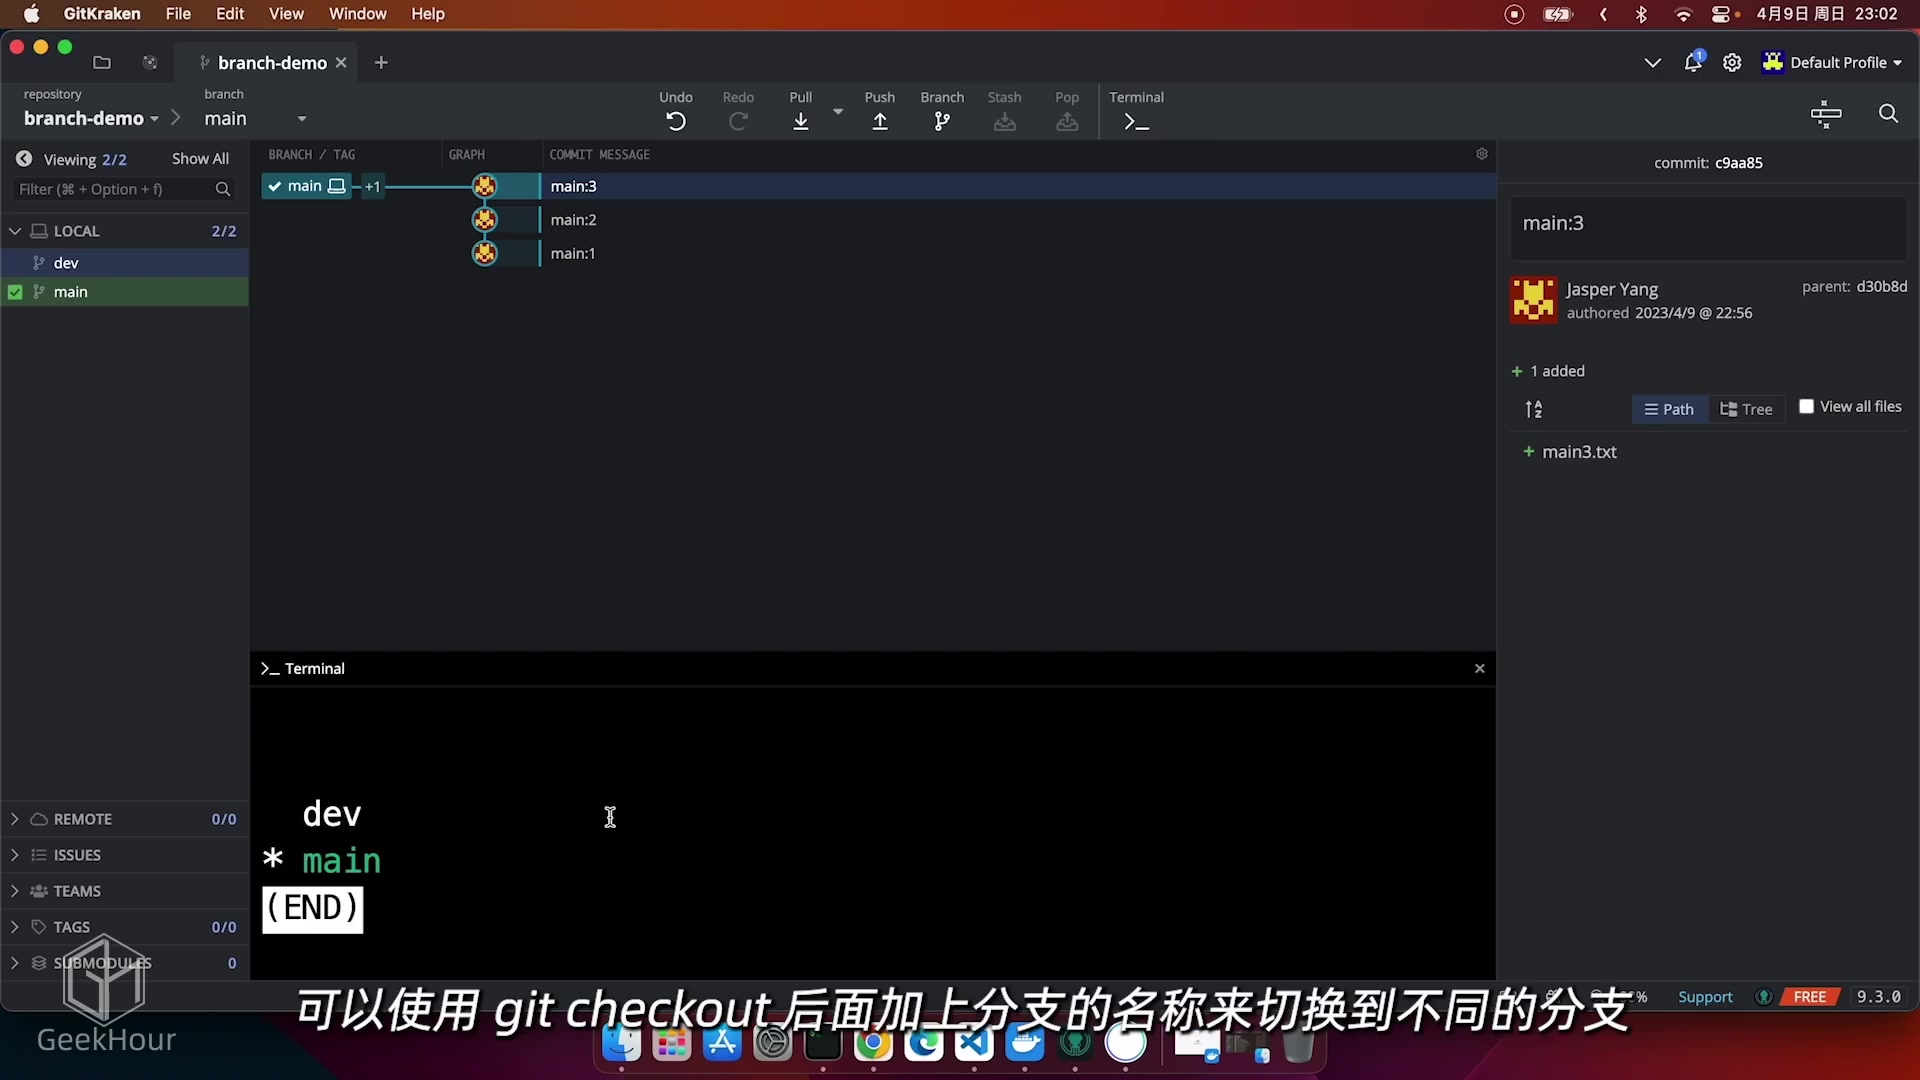 GitKraken File Edit View Window Help 4月9日 周日 23:02
branch-demo
Default Profile
repository branch
branch-demo main
Undo Redo Pull Push Branch Stash Pop Terminal
Viewing 2/2 Show All
Filter (⌘ + Option + f)
LOCAL 2/2
dev
main
BRANCH / TAG GRAPH COMMIT MESSAGE
main +1 main:3
main:2
main:1
commit: c9aa85
main:3
Jasper Yang parent: d30b8d
authored 2023/4/9 @ 22:56
+ 1 added
Path Tree View all files
+ main3.txt
>_ Terminal
dev
* main
(END)
REMOTE 0/0
ISSUES
TEAMS
TAGS 0/0
SUBMODULES 0
Support FREE 9.3.0
可以使用 git checkout 后面加上分支的名称来切换到不同的分支
GeekHour